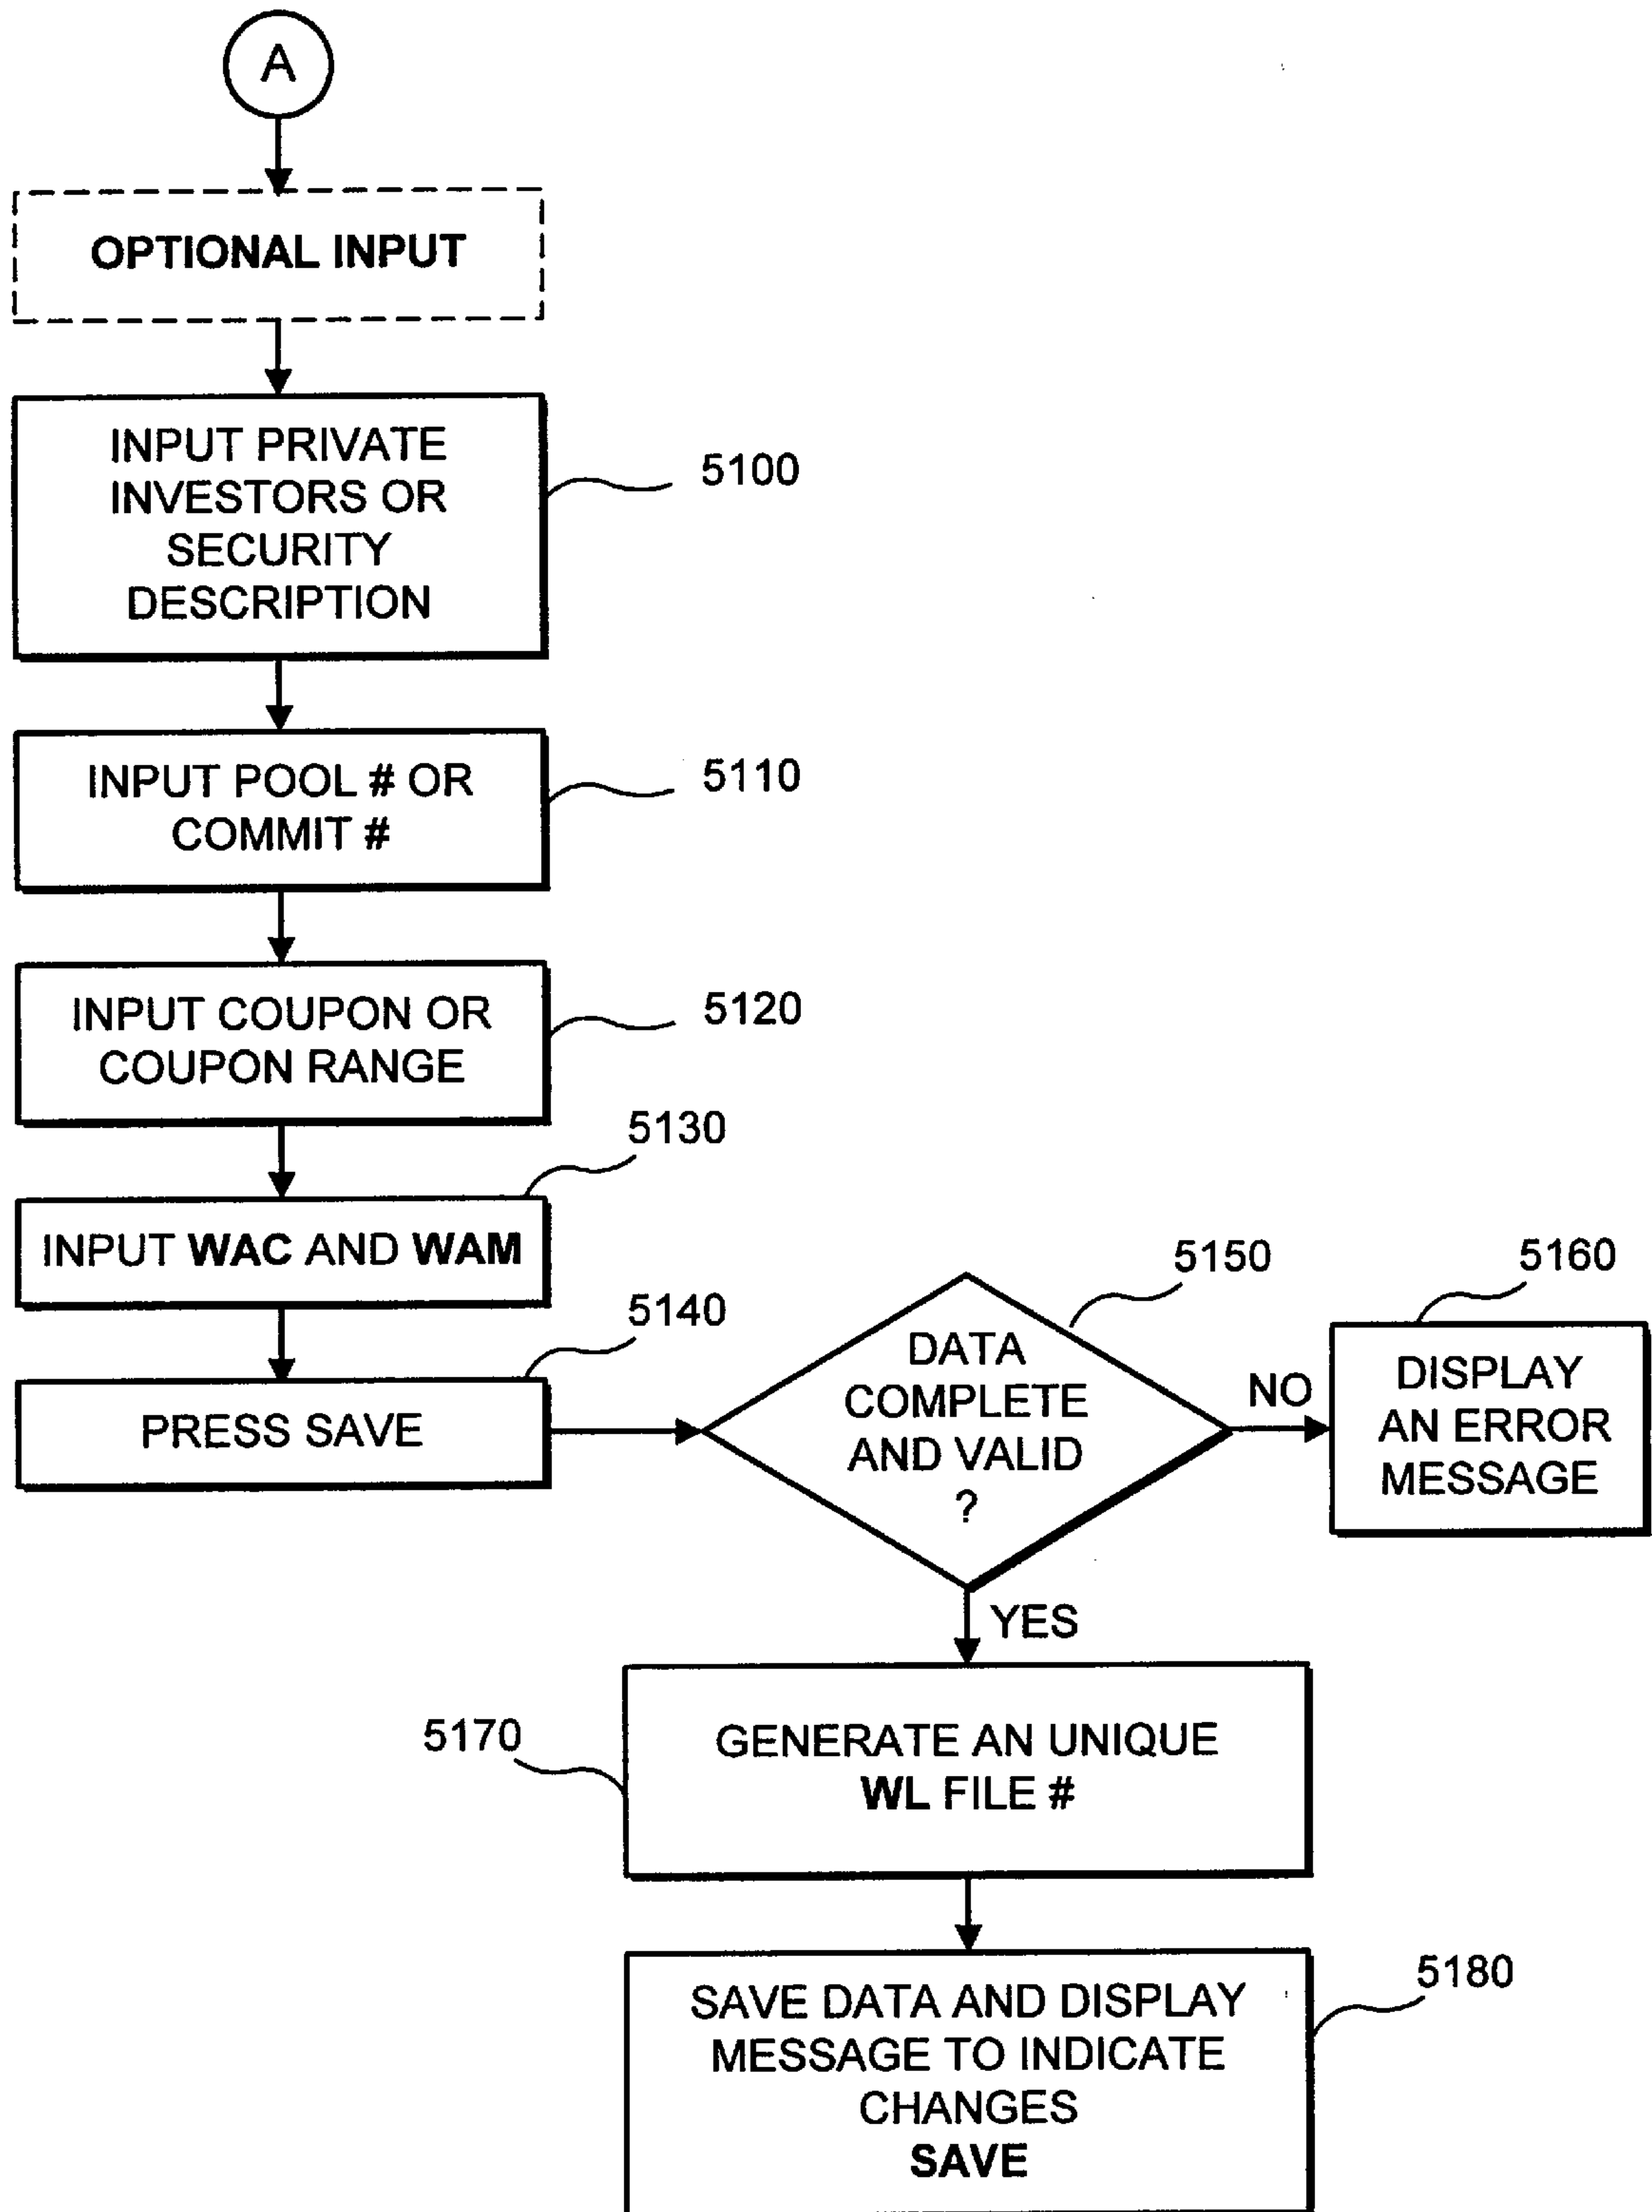 A
OPTIONAL INPUT
INPUT PRIVATE
INVESTORS OR
SECURITY
DESCRIPTION
5100
INPUT POOL # OR
COMMIT #
5110
INPUT COUPON OR
COUPON RANGE
5120
5130
INPUT WAC AND WAM
5140
PRESS SAVE
5150
DATA
COMPLETE
AND VALID
?
NO
5160
DISPLAY
AN ERROR
MESSAGE
YES
5170
GENERATE AN UNIQUE
WL FILE #
5180
SAVE DATA AND DISPLAY
MESSAGE TO INDICATE
CHANGES
SAVE